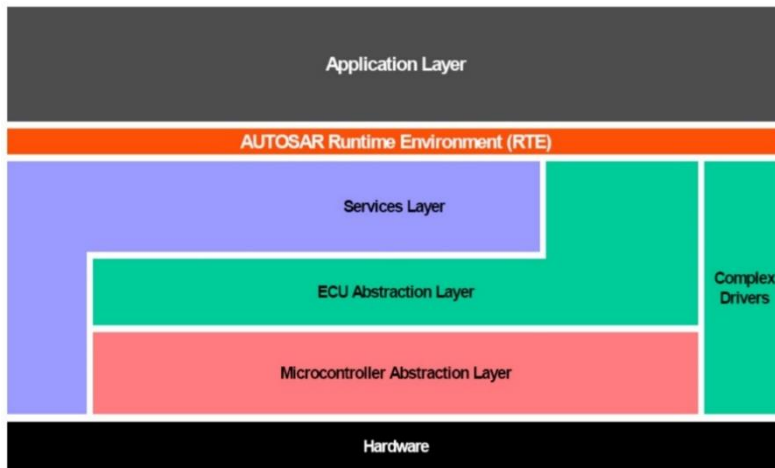 Application Layer
AUTOSAR Runtime Environment (RTE)
Services Layer
ECU Abstraction Layer
Complex
Drivers
Microcontroller Abstraction Layer
Hardware